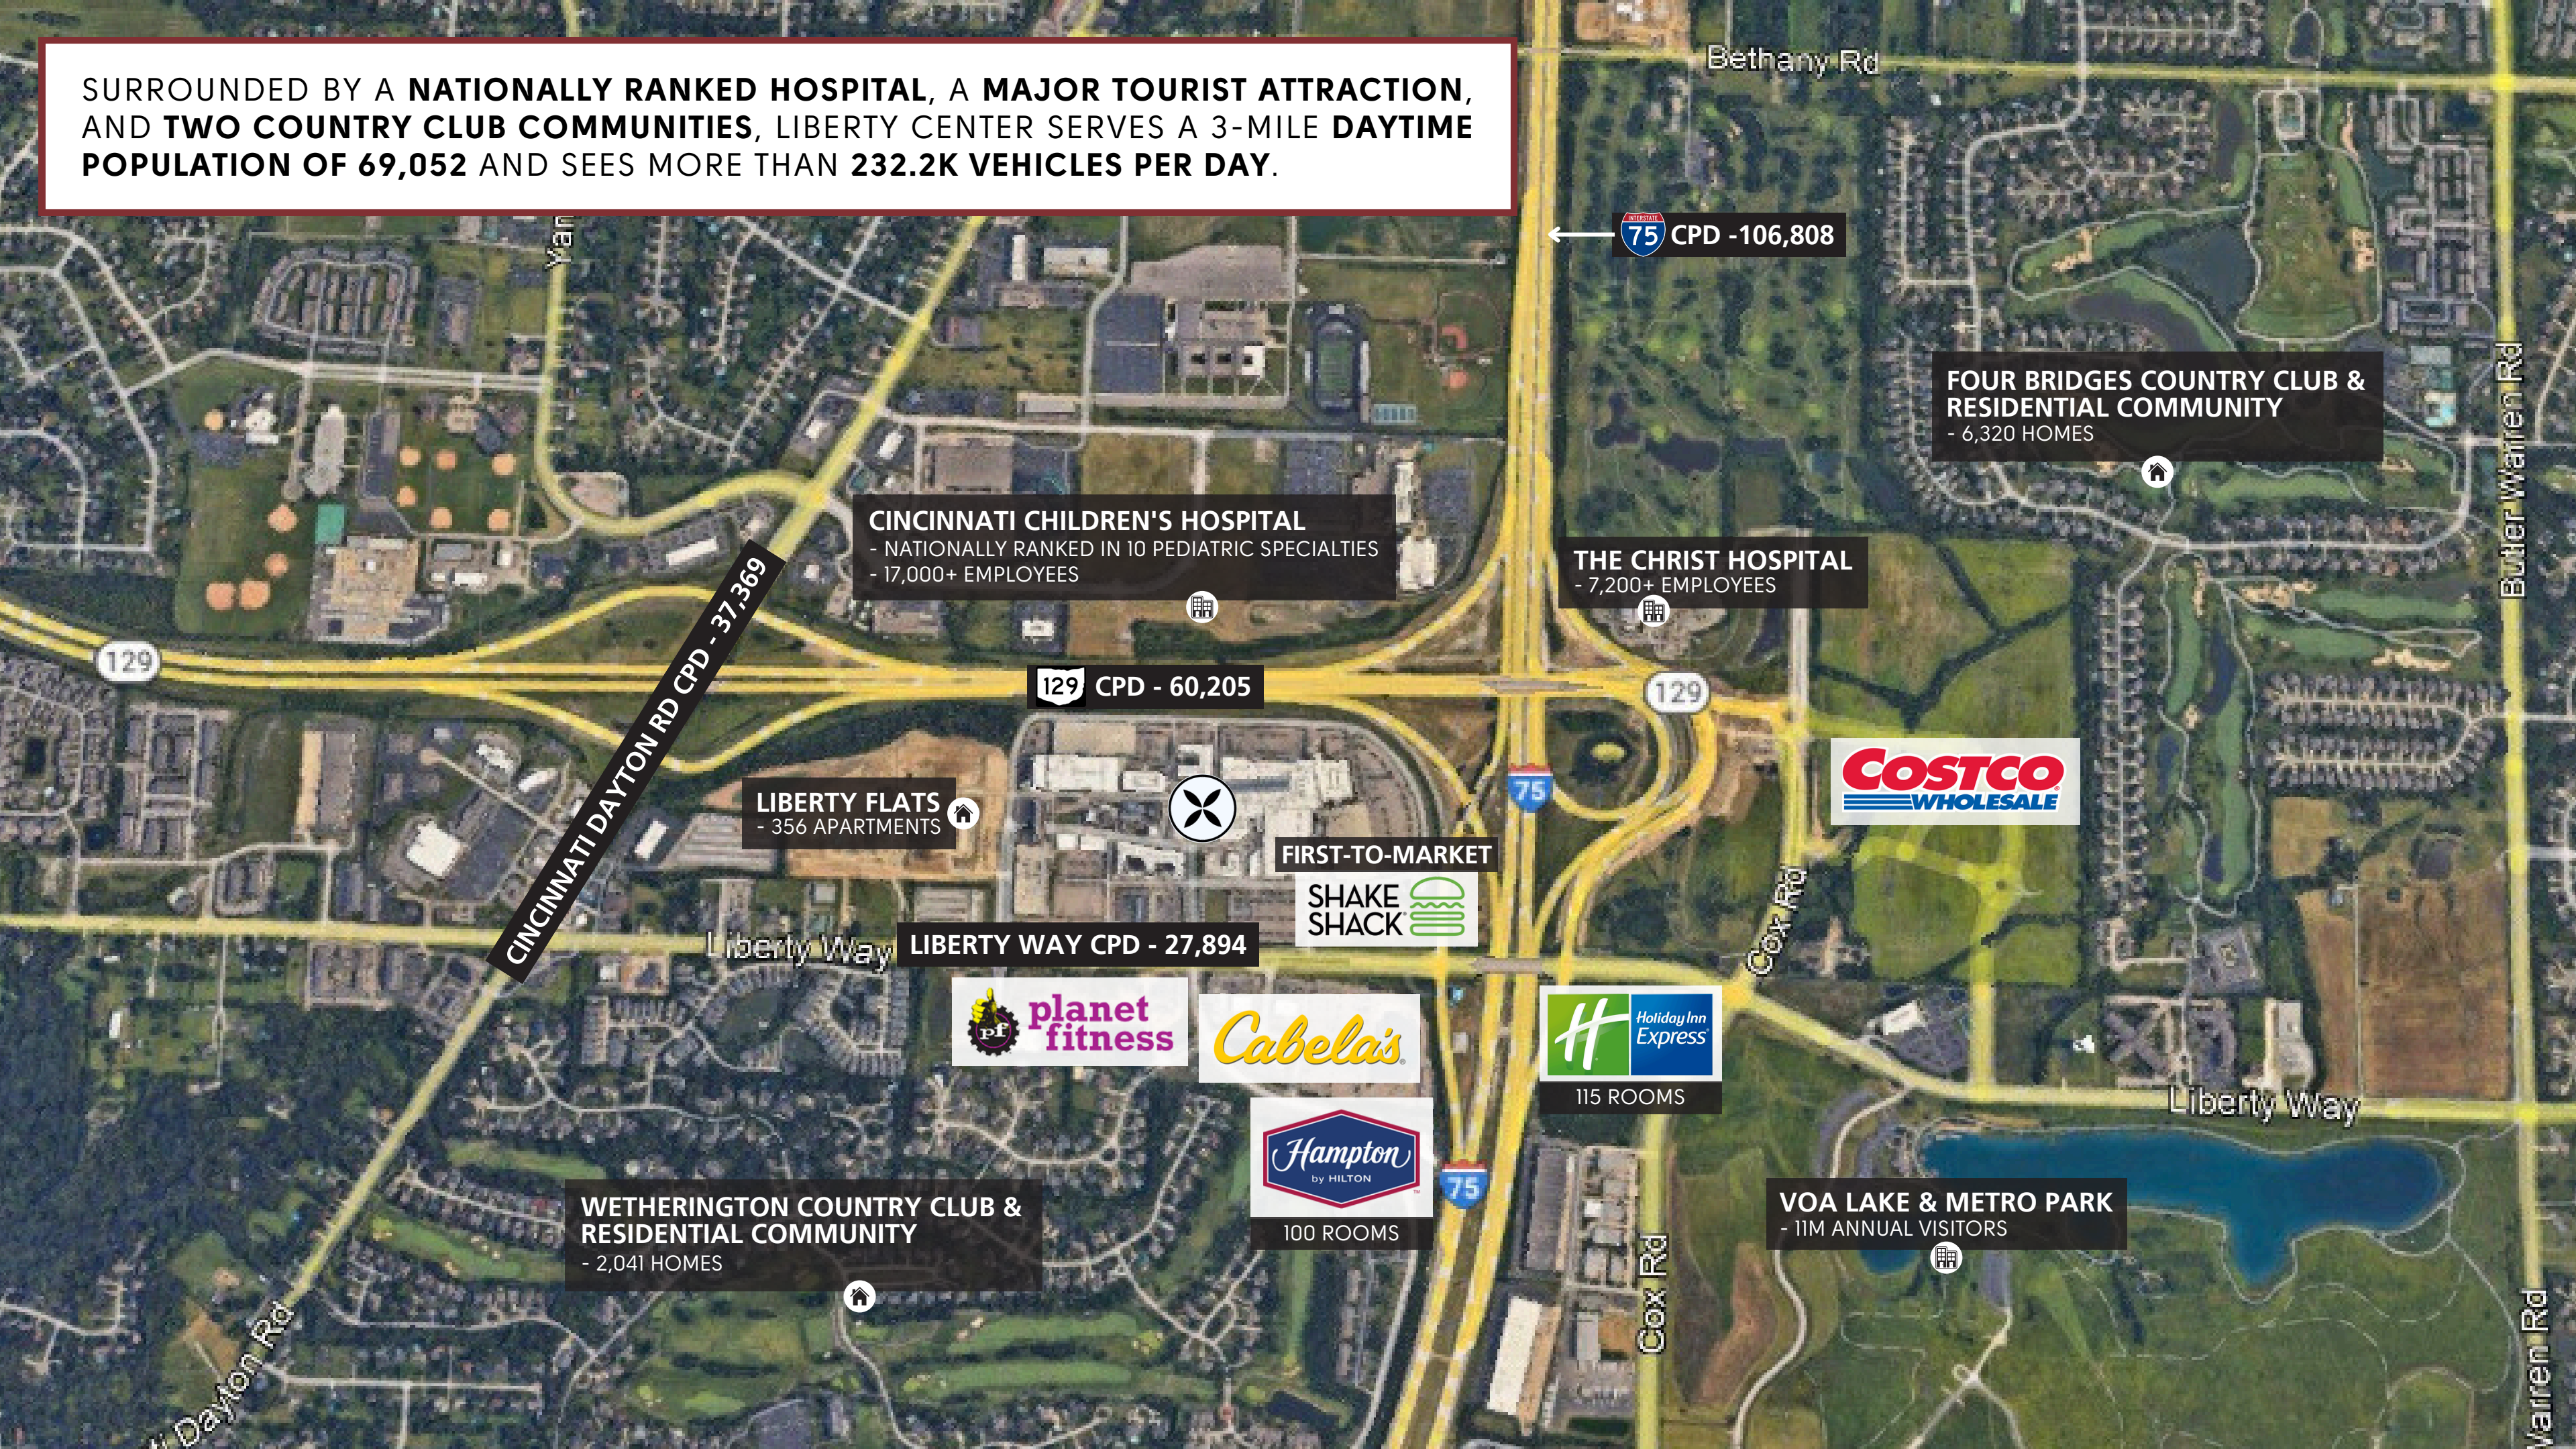 SURROUNDED BY A NATIONALLY RANKED HOSPITAL, A MAJOR TOURIST ATTRACTION,
AND TWO COUNTRY CLUB COMMUNITIES, LIBERTY CENTER SERVES A 3-MILE DAYTIME
POPULATION OF 69,052 AND SEES MORE THAN 232.2K VEHICLES PER DAY.
Bethany Rd
Yan
INTERSTATE
75 CPD -106,808
FOUR BRIDGES COUNTRY CLUB &
RESIDENTIAL COMMUNITY
- 6,320 HOMES
Butler Warren Rd
CINCINNATI CHILDREN'S HOSPITAL
- NATIONALLY RANKED IN 10 PEDIATRIC SPECIALTIES
- 17,000+ EMPLOYEES
THE CHRIST HOSPITAL
- 7,200+ EMPLOYEES
CINCINNATI DAYTON RD CPD - 37,369
129
129 CPD - 60,205
129
COSTCO
WHOLESALE
75
LIBERTY FLATS
- 356 APARTMENTS
FIRST-TO-MARKET
SHAKE
SHACK
Cox Rd
Liberty Way
LIBERTY WAY CPD - 27,894
pf
planet
fitness
Cabela's
Holiday Inn
Express
115 ROOMS
Liberty Way
Hampton
by HILTON
100 ROOMS
75
WETHERINGTON COUNTRY CLUB &
RESIDENTIAL COMMUNITY
- 2,041 HOMES
VOA LAKE & METRO PARK
- 11M ANNUAL VISITORS
Cox Rd
i Dayton Rd
Warren Rd